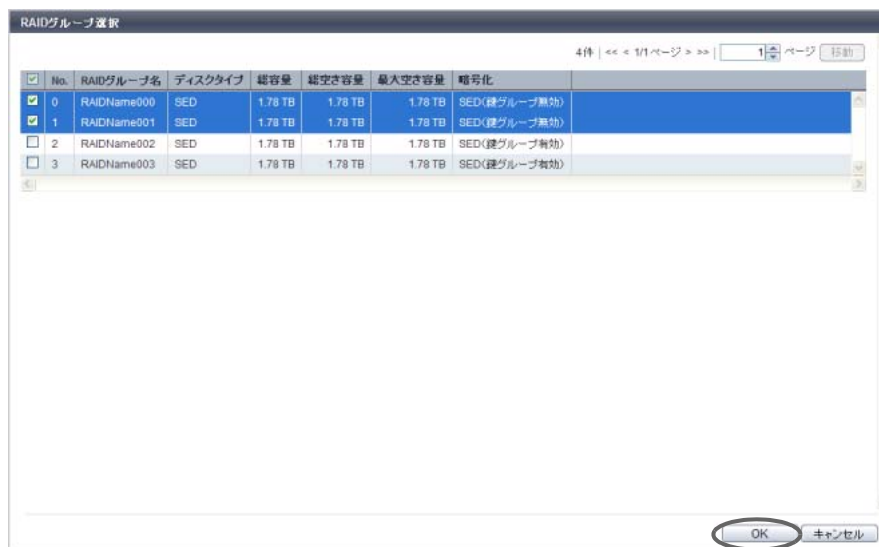 RAIDグループ選択
4件 | << < 1/1ページ > >> | 1 ページ 移動
No. RAIDグループ名 ディスクタイプ 総容量 総空き容量 最大空き容量 暗号化
0 RAIDName000 SED 1.78 TB 1.78 TB 1.78 TB SED(鍵グループ無効)
1 RAIDName001 SED 1.78 TB 1.78 TB 1.78 TB SED(鍵グループ無効)
2 RAIDName002 SED 1.78 TB 1.78 TB 1.78 TB SED(鍵グループ有効)
3 RAIDName003 SED 1.78 TB 1.78 TB 1.78 TB SED(鍵グループ有効)
OK キャンセル